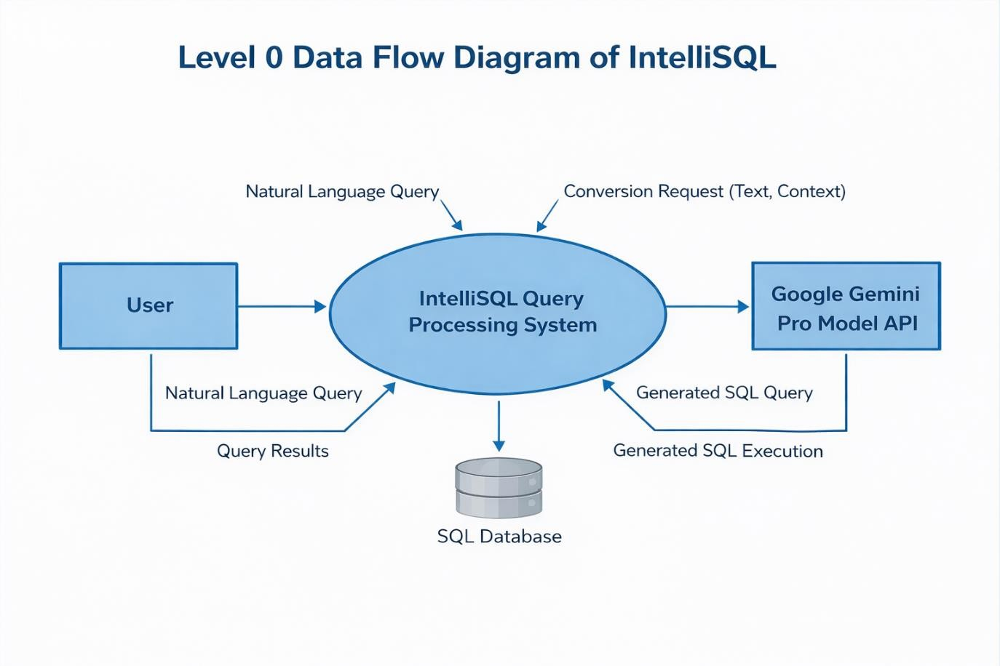 Level 0 Data Flow Diagram of IntelliSQL
Natural Language Query
Conversion Request (Text, Context)
User
IntelliSQL Query
Processing System
Google Gemini
Pro Model API
Natural Language Query
Generated SQL Query
Query Results
Generated SQL Execution
SQL Database